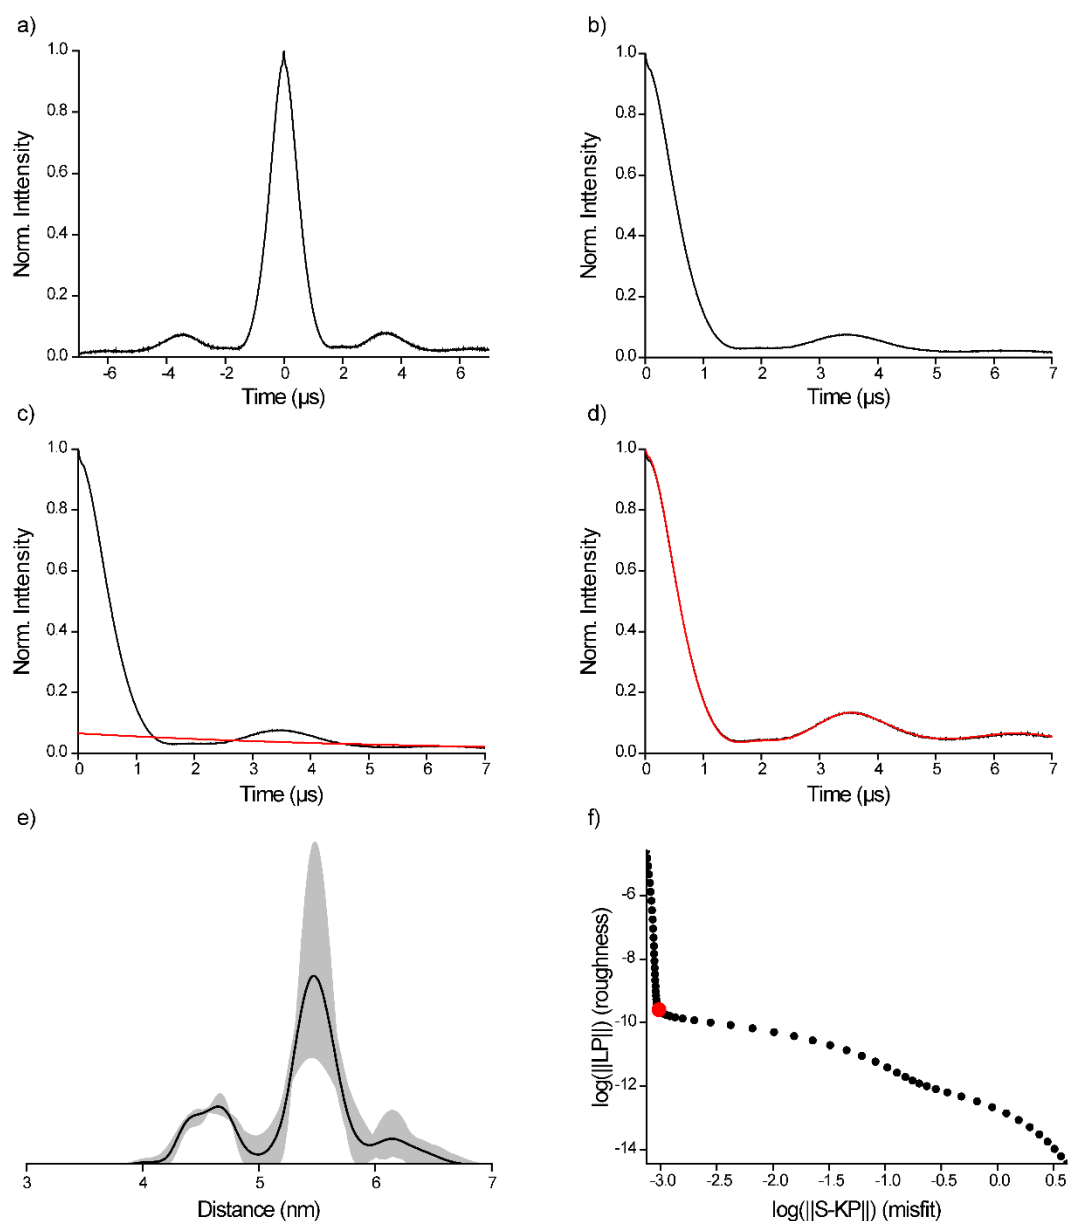 a)
1.0
0.8
0.6
0.4
0.2
0.0
Norm. Inttensity
-6 -4 -2 0 2 4 6
Time (µs)
b)
1.0
0.8
0.6
0.4
0.2
0.0
Norm. Inttensity
0 1 2 3 4 5 6 7
Time (µs)
c)
1.0
0.8
0.6
0.4
0.2
0.0
Norm. Inttensity
0 1 2 3 4 5 6 7
Time (µs)
d)
1.0
0.8
0.6
0.4
0.2
0.0
Norm. Inttensity
0 1 2 3 4 5 6 7
Time (µs)
e)
3 4 5 6 7
Distance (nm)
f)
-6
-8
-10
-12
-14
log(||LP||) (roughness)
-3.0 -2.5 -2.0 -1.5 -1.0 -0.5 0.0 0.5
log(||S-KP||) (misfit)